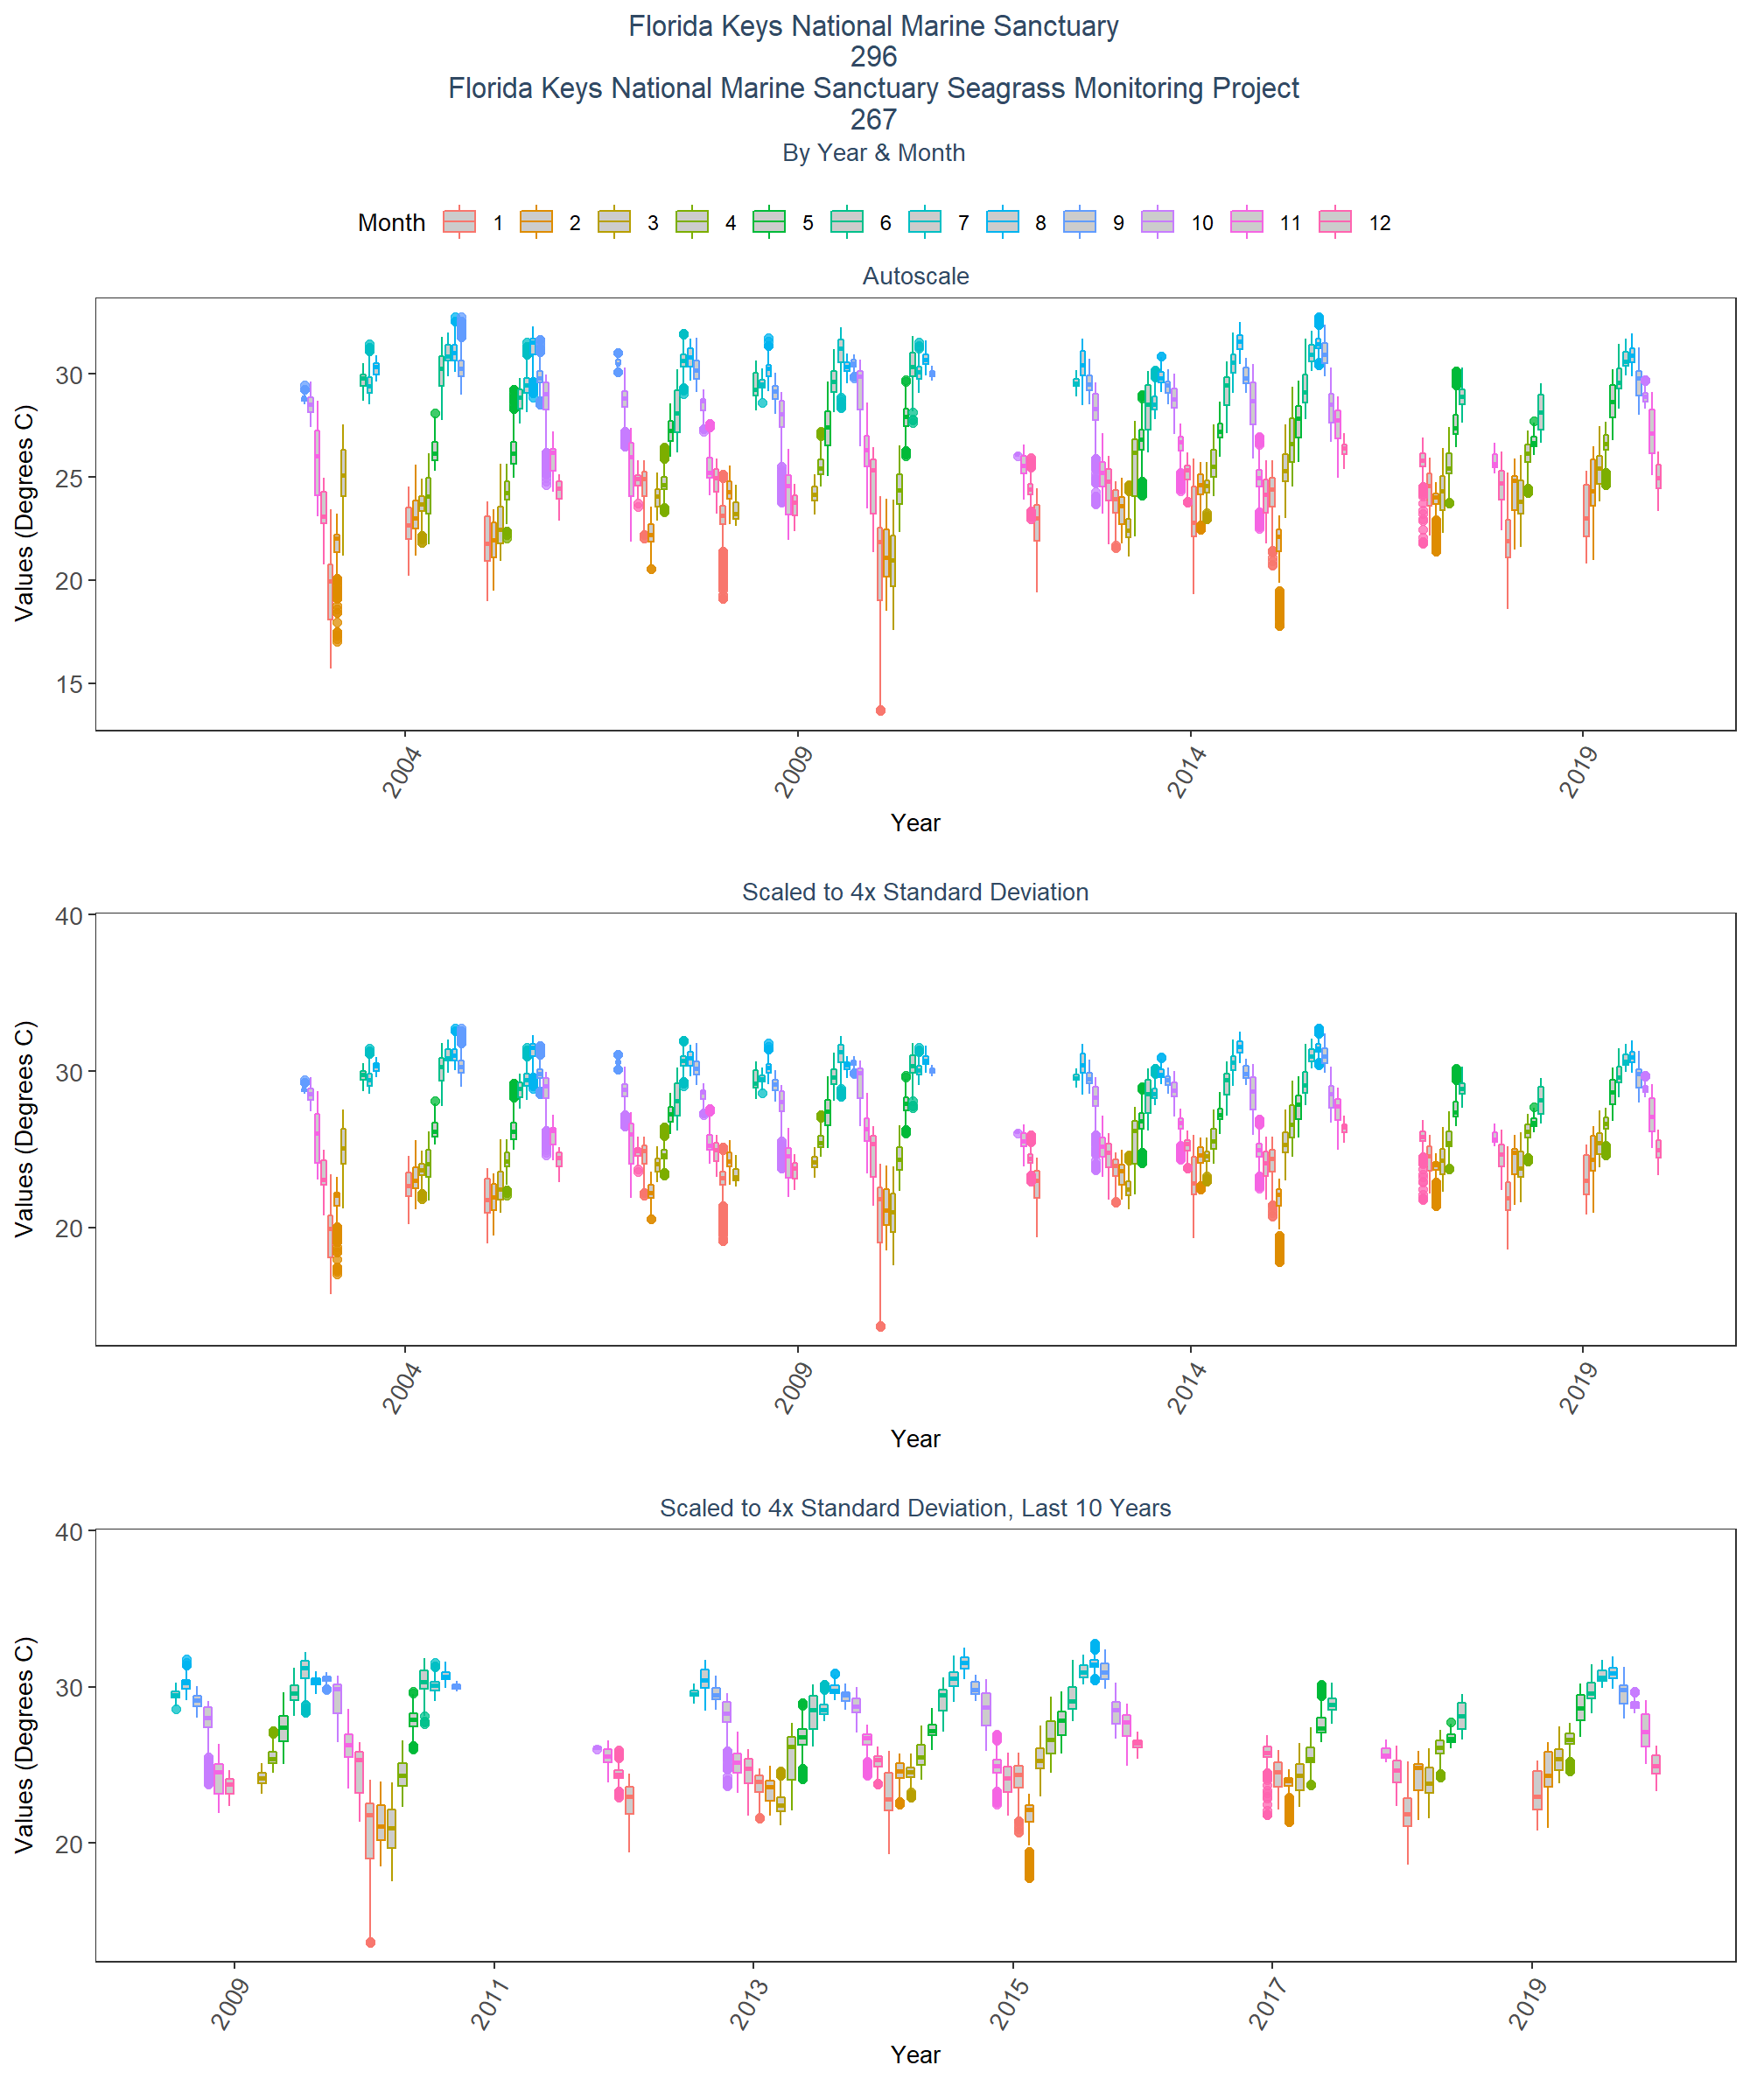 Florida Keys National Marine Sanctuary
296
Florida Keys National Marine Sanctuary Seagrass Monitoring Project
267
By Year & Month
Month 1 2 3 4 5 6 7 8 9 10 11 12
Autoscale
Values (Degrees C)
30
25
20
15
2004 2009 2014 2019
Year
Scaled to 4x Standard Deviation
Values (Degrees C)
40
30
20
2004 2009 2014 2019
Year
Scaled to 4x Standard Deviation, Last 10 Years
Values (Degrees C)
40
30
20
2009 2011 2013 2015 2017 2019
Year